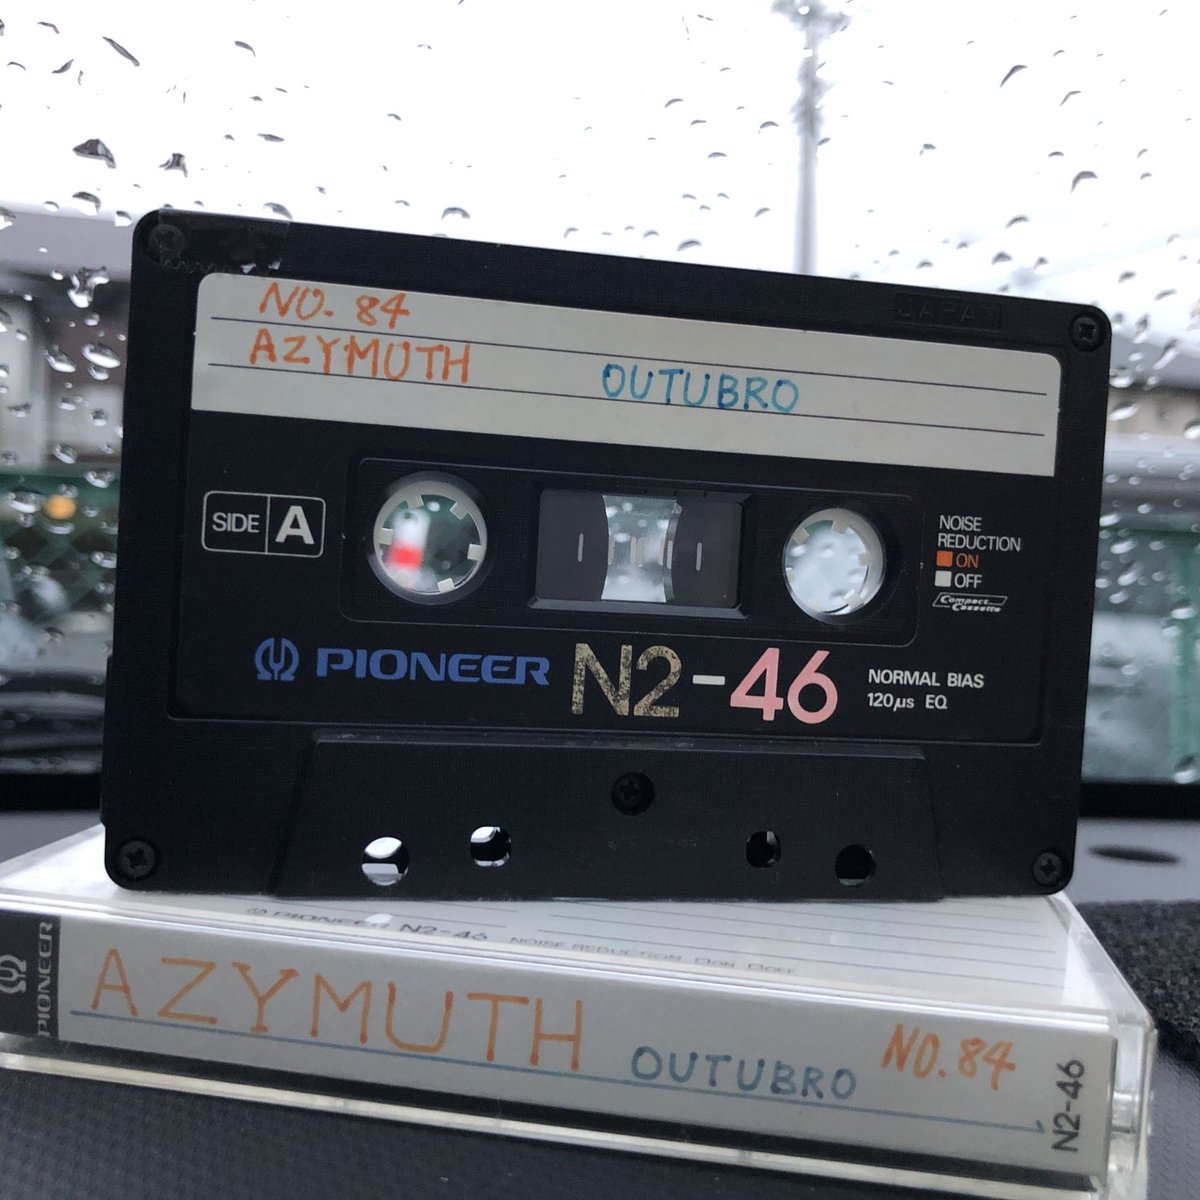 JAPAN
NO. 84
AZYMUTH OUTUBRO
SIDE A
NOISE
REDUCTION
ON
OFF
Compact
Cassette
PIONEER N2-46
NORMAL BIAS
120µs EQ
PIONEER N2-46 NOISE REDUCTION □ON □OFF
PIONEER
AZYMUTH OUTUBRO NO. 84
N2-46